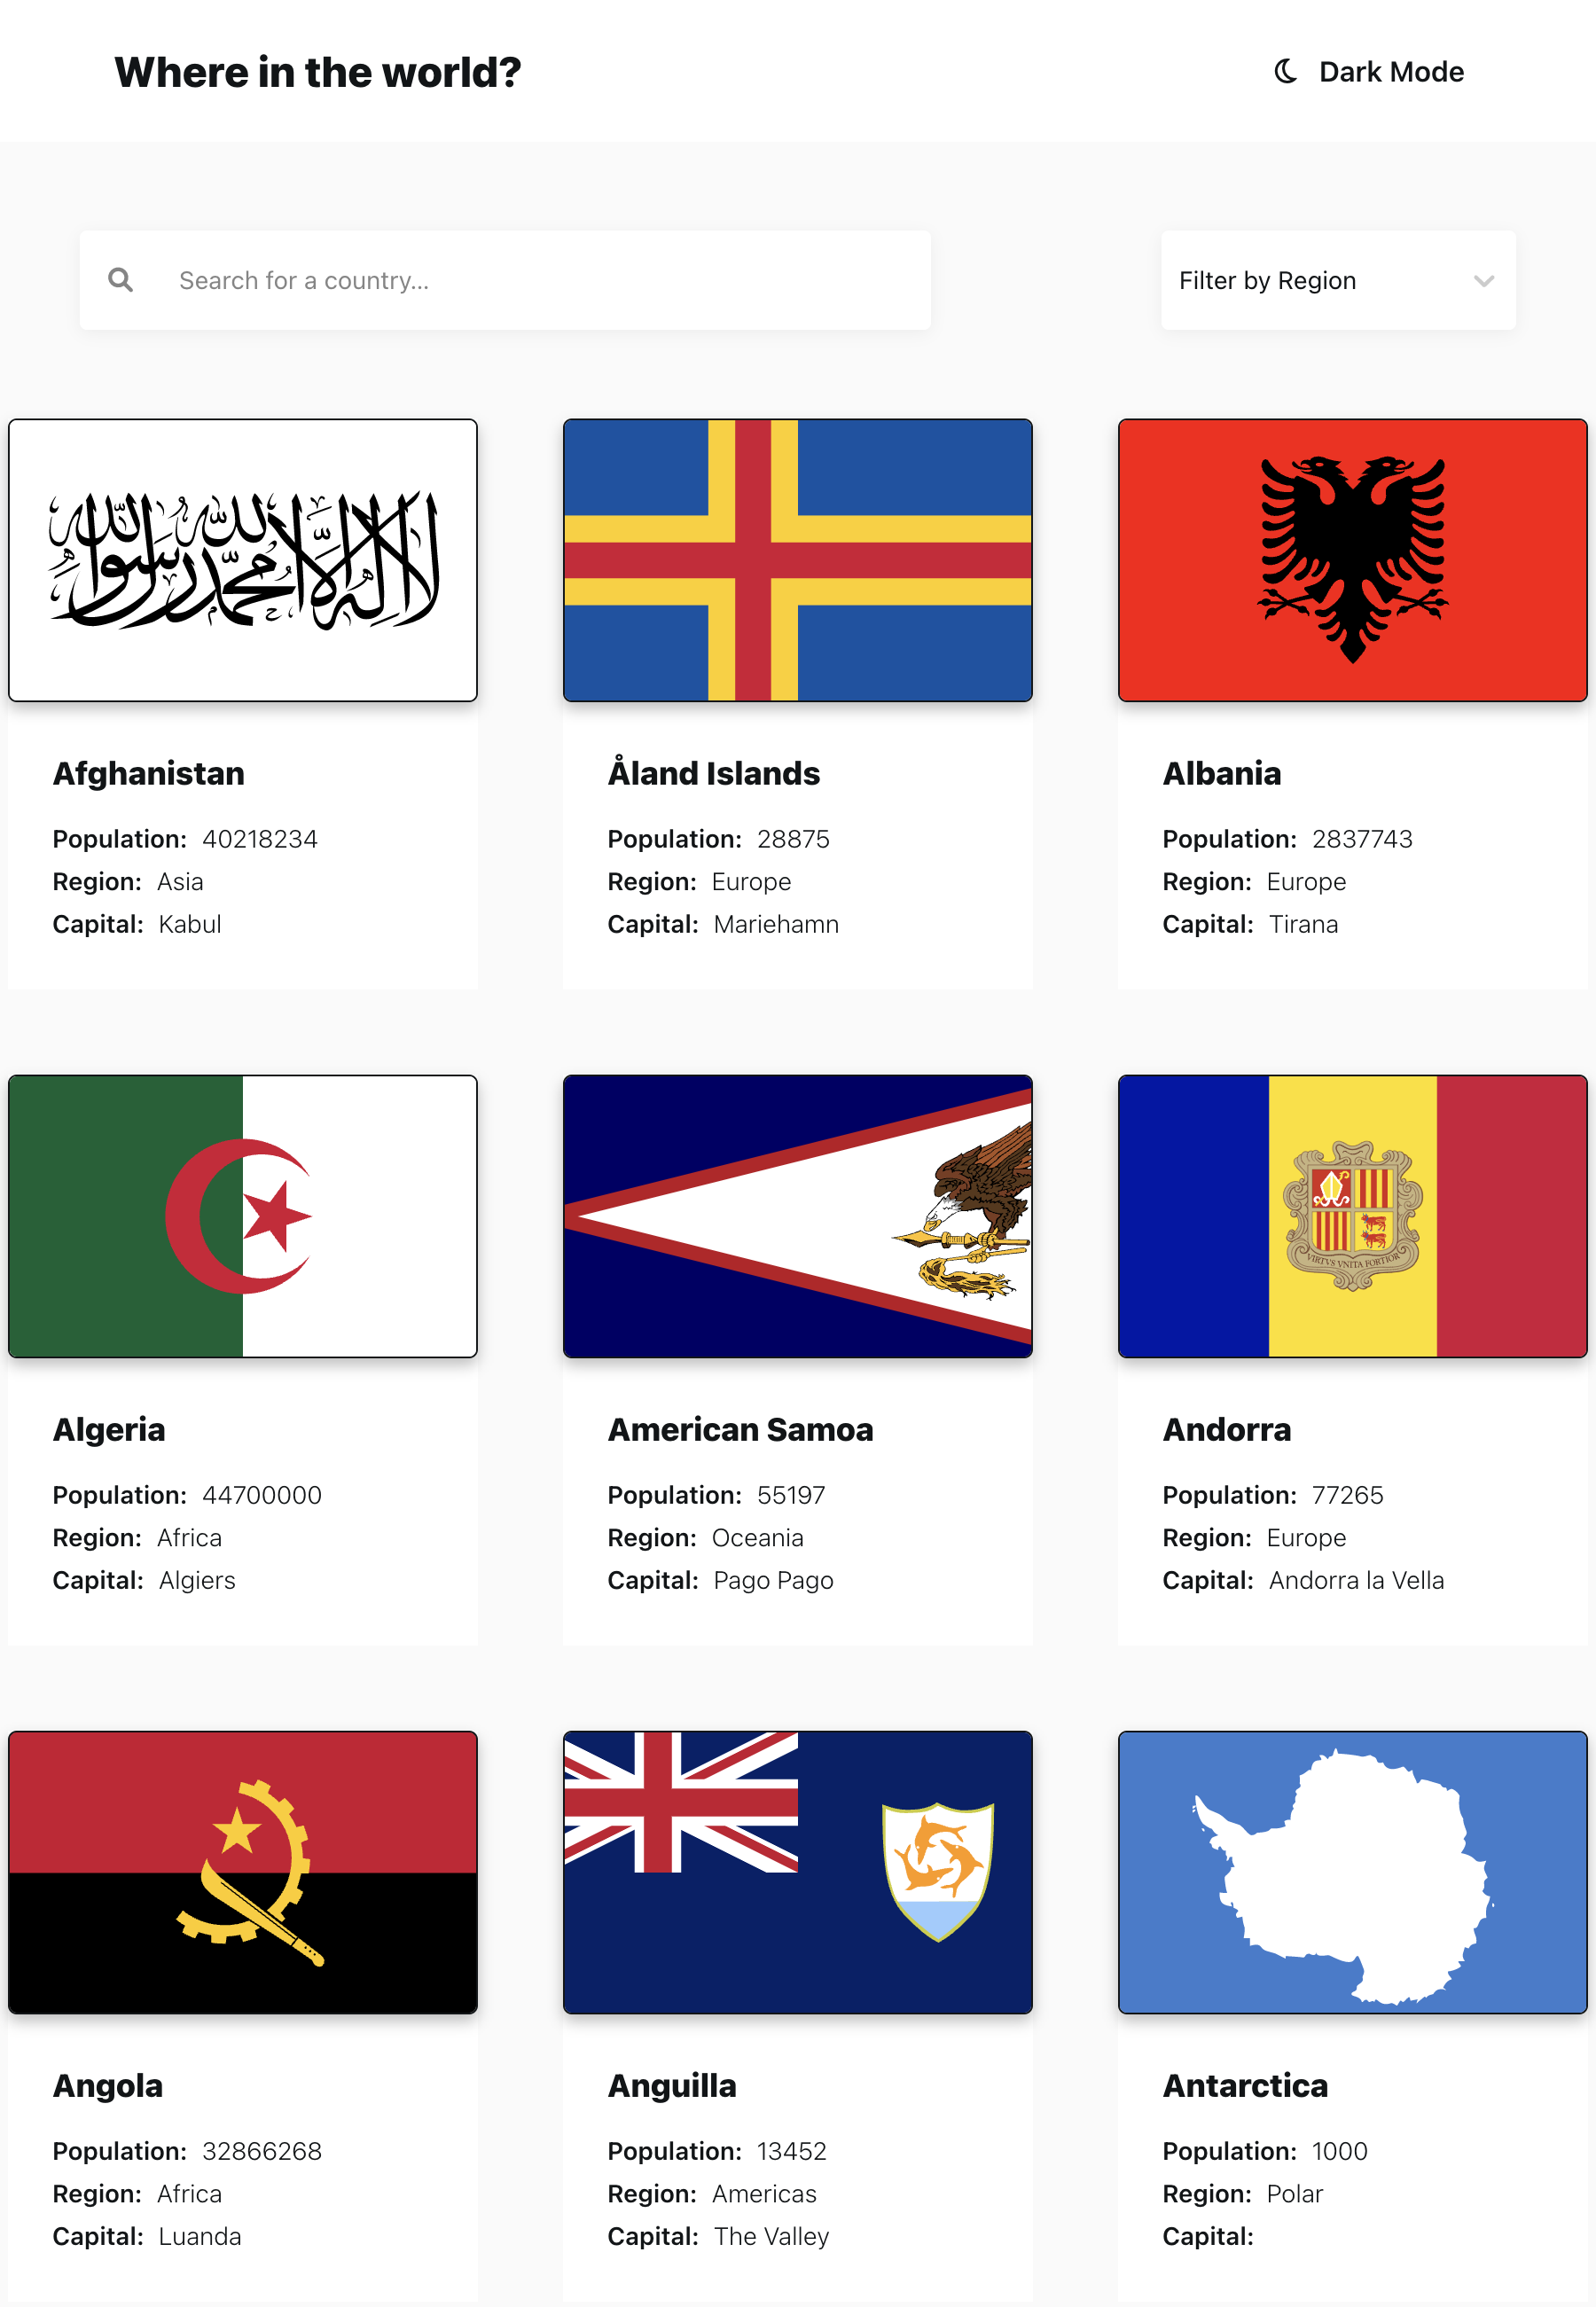 Where in the world?
Dark Mode
Search for a country...
Filter by Region
لا إله إلا الله محمد رسول الله
Afghanistan
Population: 40218234
Region: Asia
Capital: Kabul
Åland Islands
Population: 28875
Region: Europe
Capital: Mariehamn
Albania
Population: 2837743
Region: Europe
Capital: Tirana
VIRTVS VNITA FORTIOR
Algeria
Population: 44700000
Region: Africa
Capital: Algiers
American Samoa
Population: 55197
Region: Oceania
Capital: Pago Pago
Andorra
Population: 77265
Region: Europe
Capital: Andorra la Vella
Angola
Population: 32866268
Region: Africa
Capital: Luanda
Anguilla
Population: 13452
Region: Americas
Capital: The Valley
Antarctica
Population: 1000
Region: Polar
Capital: